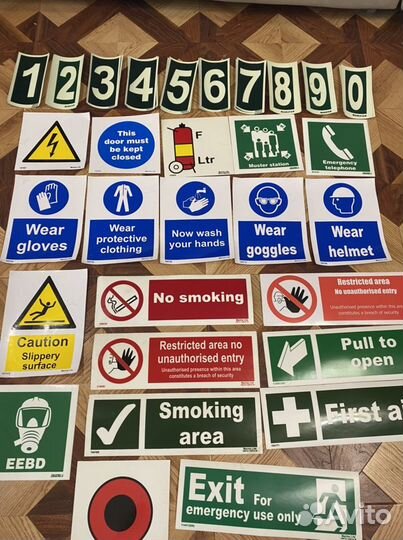 1 2 3 4 5 6 7 8 9 0
This
door must
be kept
closed
F
Ltr
Muster station
Emergency
telephone
Wear
gloves
Wear
protective
clothing
Now wash
your hands
Wear
goggles
Wear
helmet
Caution
Slippery
surface
No smoking
Restricted area
No unauthorised entry
Unauthorised presence within this area
constitutes a breach of security
Restricted area no
unauthorised entry
Unauthorised presence within this area
constitutes a breach of security
Pull to
open
EEBD
Smoking
area
First ai
Exit For
emergency use only
Avito